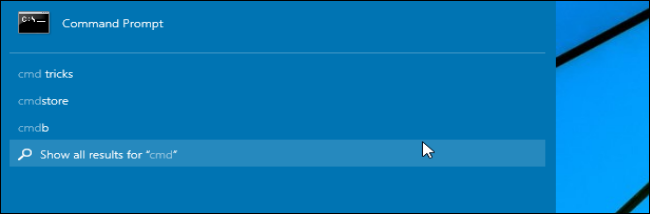 C:\_
Command Prompt
cmd tricks
cmdstore
cmdb
Show all results for “cmd”